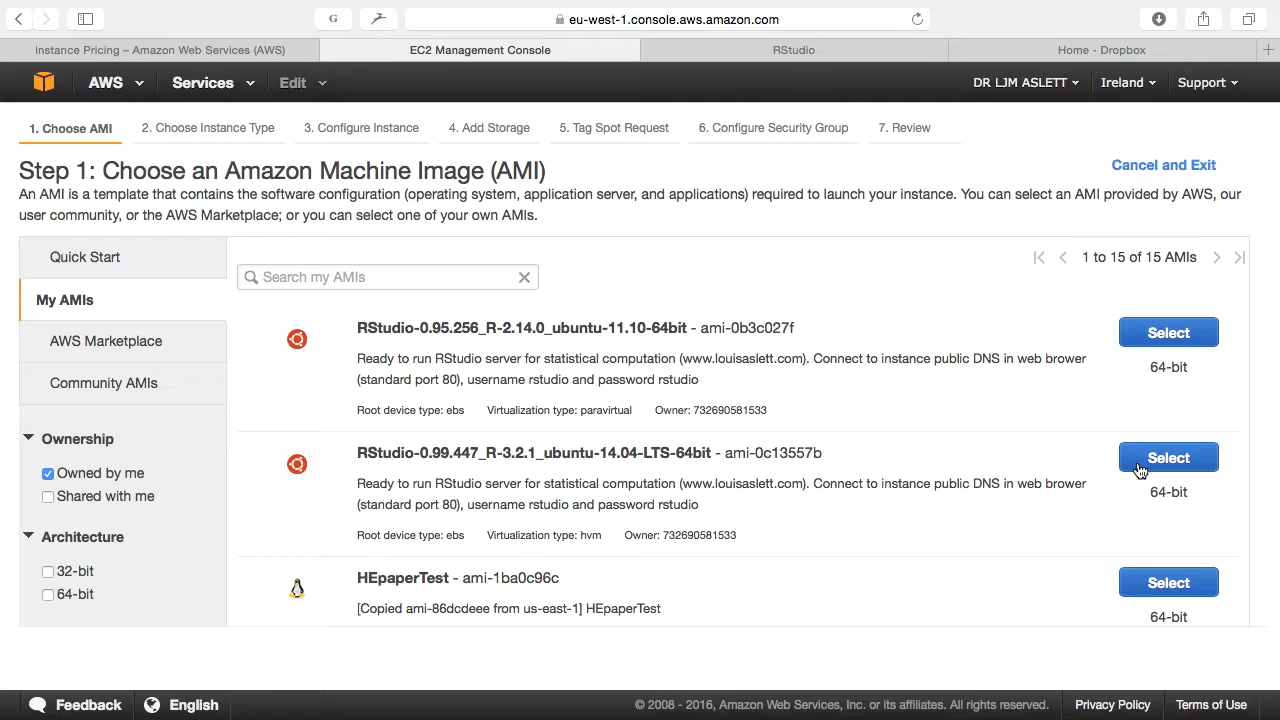 G
eu-west-1.console.aws.amazon.com
Instance Pricing – Amazon Web Services (AWS)
EC2 Management Console
RStudio
Home - Dropbox
AWS
Services
Edit
DR LJM ASLETT
Ireland
Support
1. Choose AMI
2. Choose Instance Type
3. Configure Instance
4. Add Storage
5. Tag Spot Request
6. Configure Security Group
7. Review
Step 1: Choose an Amazon Machine Image (AMI)
Cancel and Exit
An AMI is a template that contains the software configuration (operating system, application server, and applications) required to launch your instance. You can select an AMI provided by AWS, our
user community, or the AWS Marketplace; or you can select one of your own AMIs.
Quick Start
My AMIs
AWS Marketplace
Community AMIs
Ownership
Owned by me
Shared with me
Architecture
32-bit
64-bit
Search my AMIs
1 to 15 of 15 AMIs
RStudio-0.95.256_R-2.14.0_ubuntu-11.10-64bit - ami-0b3c027f
Select
Ready to run RStudio server for statistical computation (www.louisaslett.com). Connect to instance public DNS in web brower
(standard port 80), username rstudio and password rstudio
64-bit
Root device type: ebs Virtualization type: paravirtual Owner: 732690581533
RStudio-0.99.447_R-3.2.1_ubuntu-14.04-LTS-64bit - ami-0c13557b
Select
Ready to run RStudio server for statistical computation (www.louisaslett.com). Connect to instance public DNS in web brower
(standard port 80), username rstudio and password rstudio
64-bit
Root device type: ebs Virtualization type: hvm Owner: 732690581533
HEpaperTest - ami-1ba0c96c
Select
[Copied ami-86dcdeee from us-east-1] HEpaperTest
64-bit
Feedback
English
© 2008 - 2016, Amazon Web Services, Inc. or its affiliates. All rights reserved.
Privacy Policy
Terms of Use